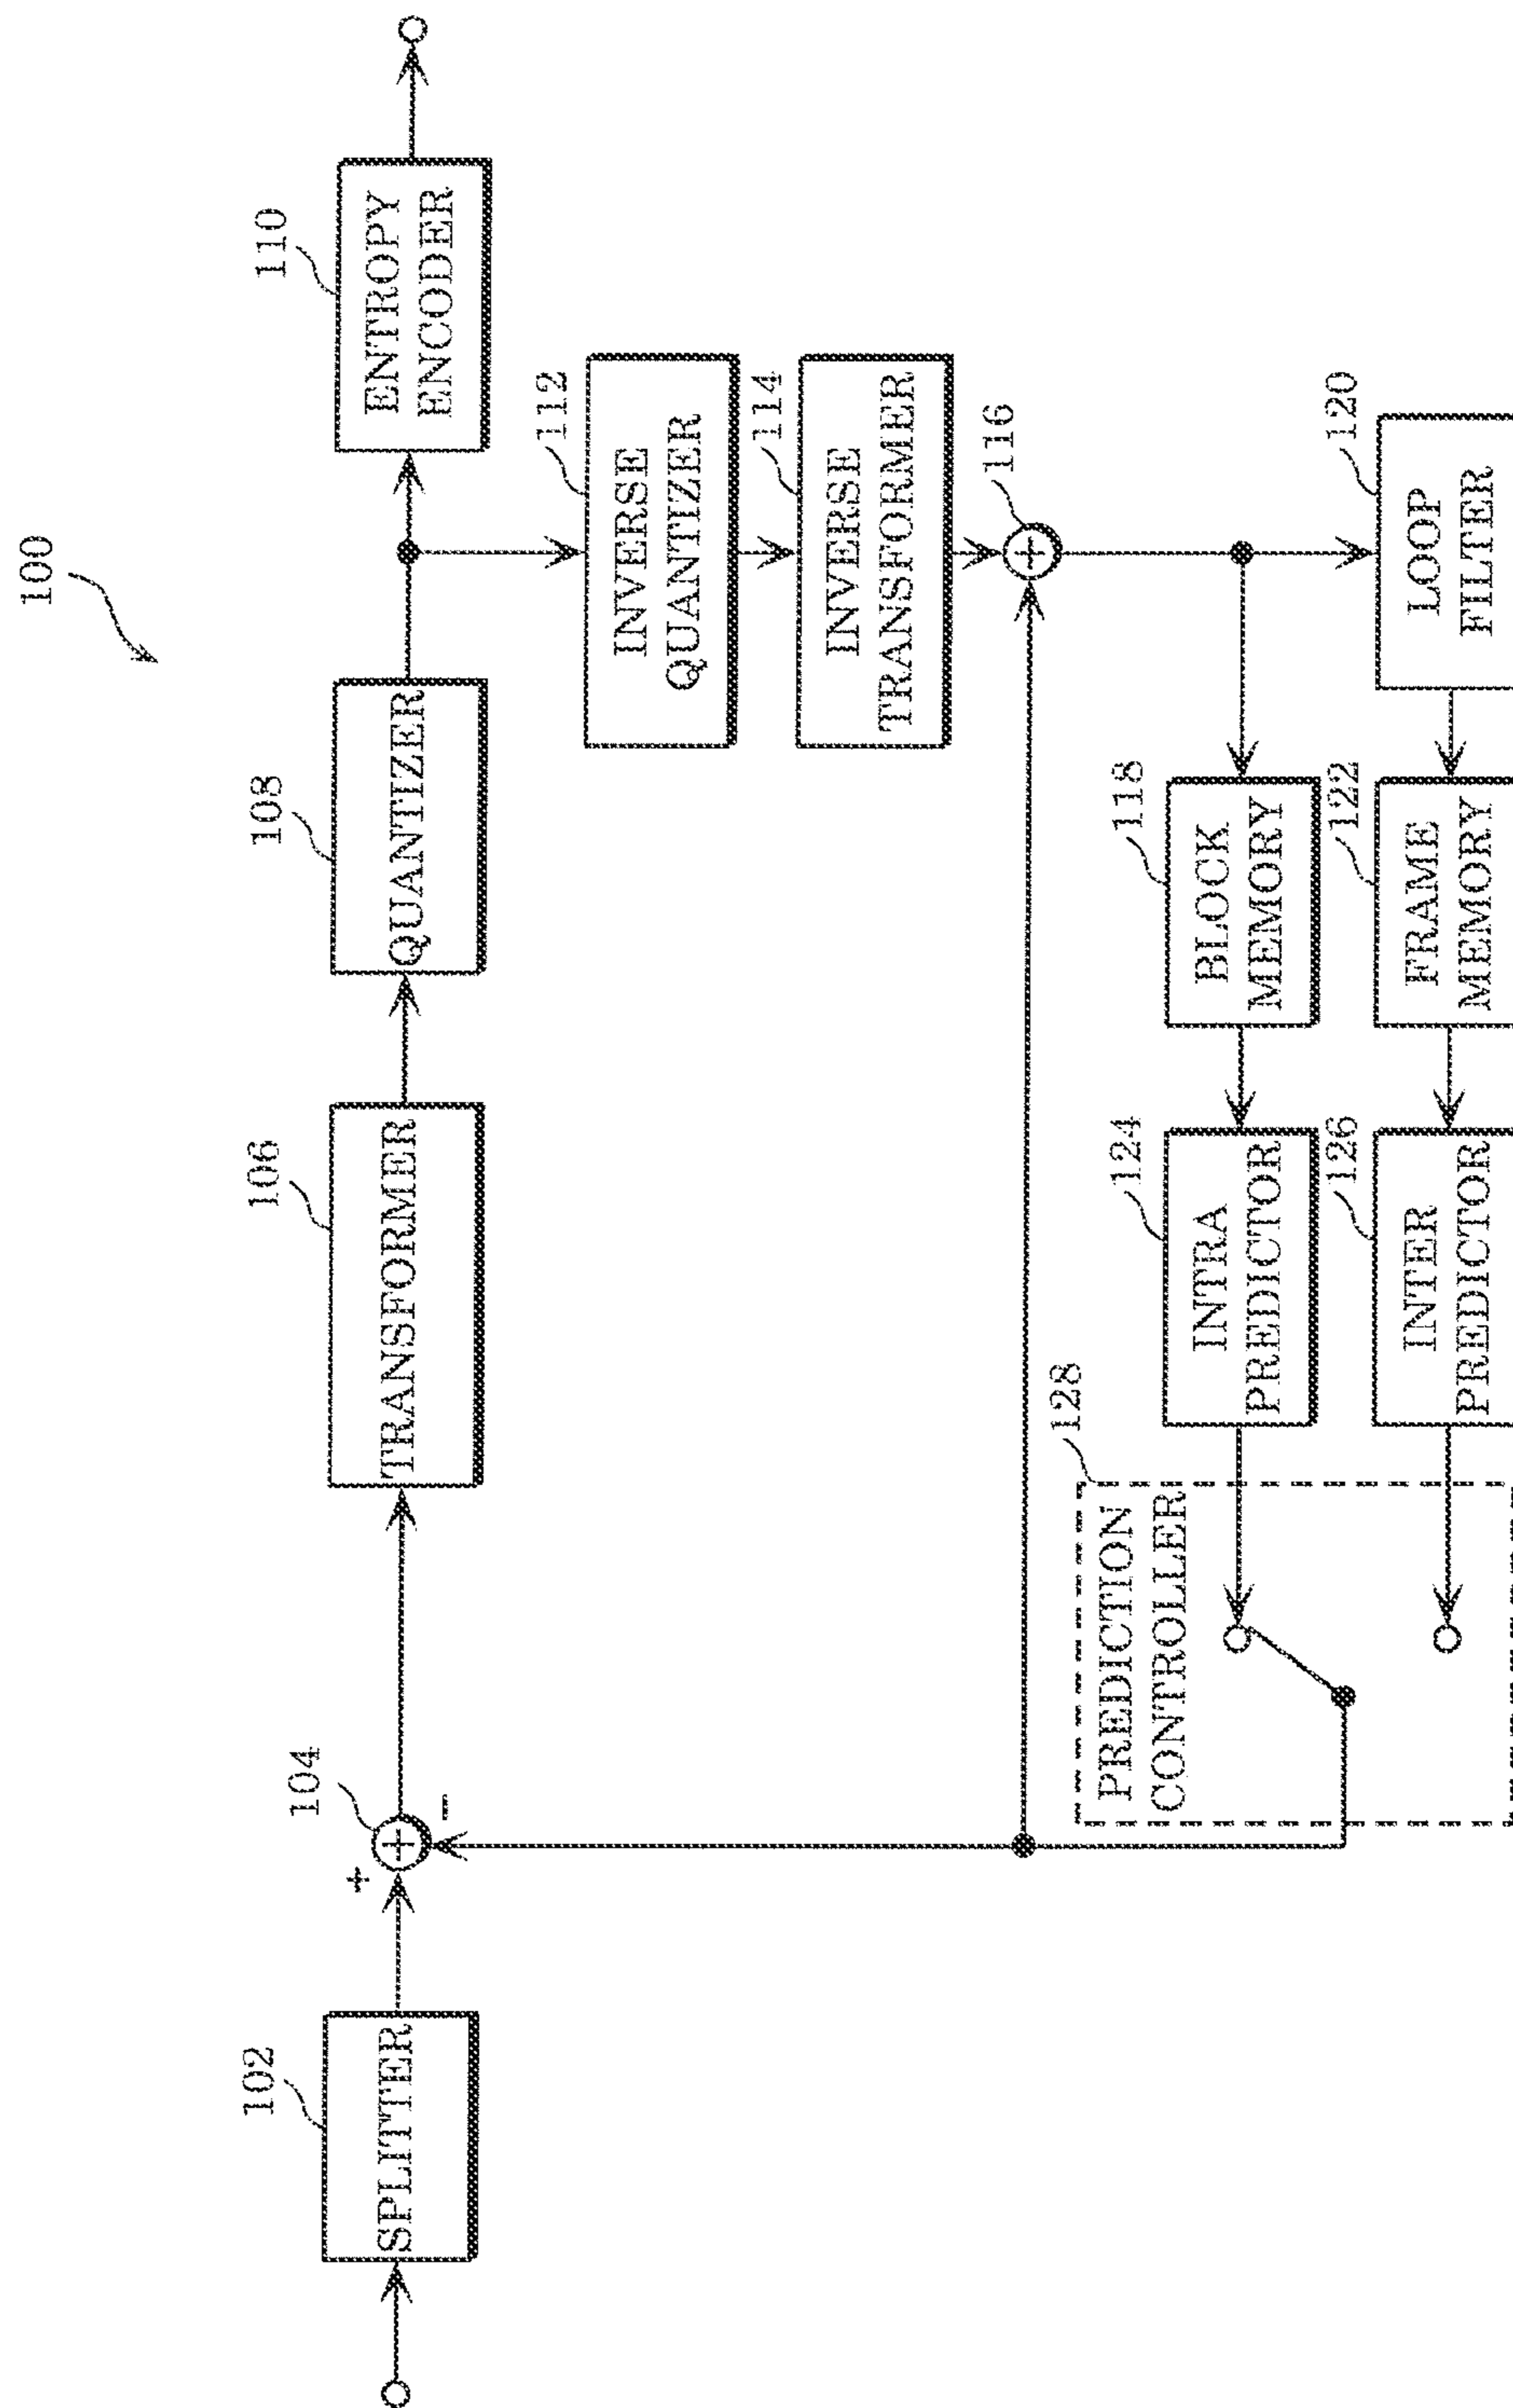 100
102
SPLITTER
104
+
-
106
TRANSFORMER
108
QUANTIZER
110
ENTROPY
ENCODER
112
INVERSE
QUANTIZER
114
INVERSE
TRANSFORMER
116
+
128
PREDICTION
CONTROLLER
124
INTRA
PREDICTOR
118
BLOCK
MEMORY
126
INTER
PREDICTOR
122
FRAME
MEMORY
120
LOOP
FILTER